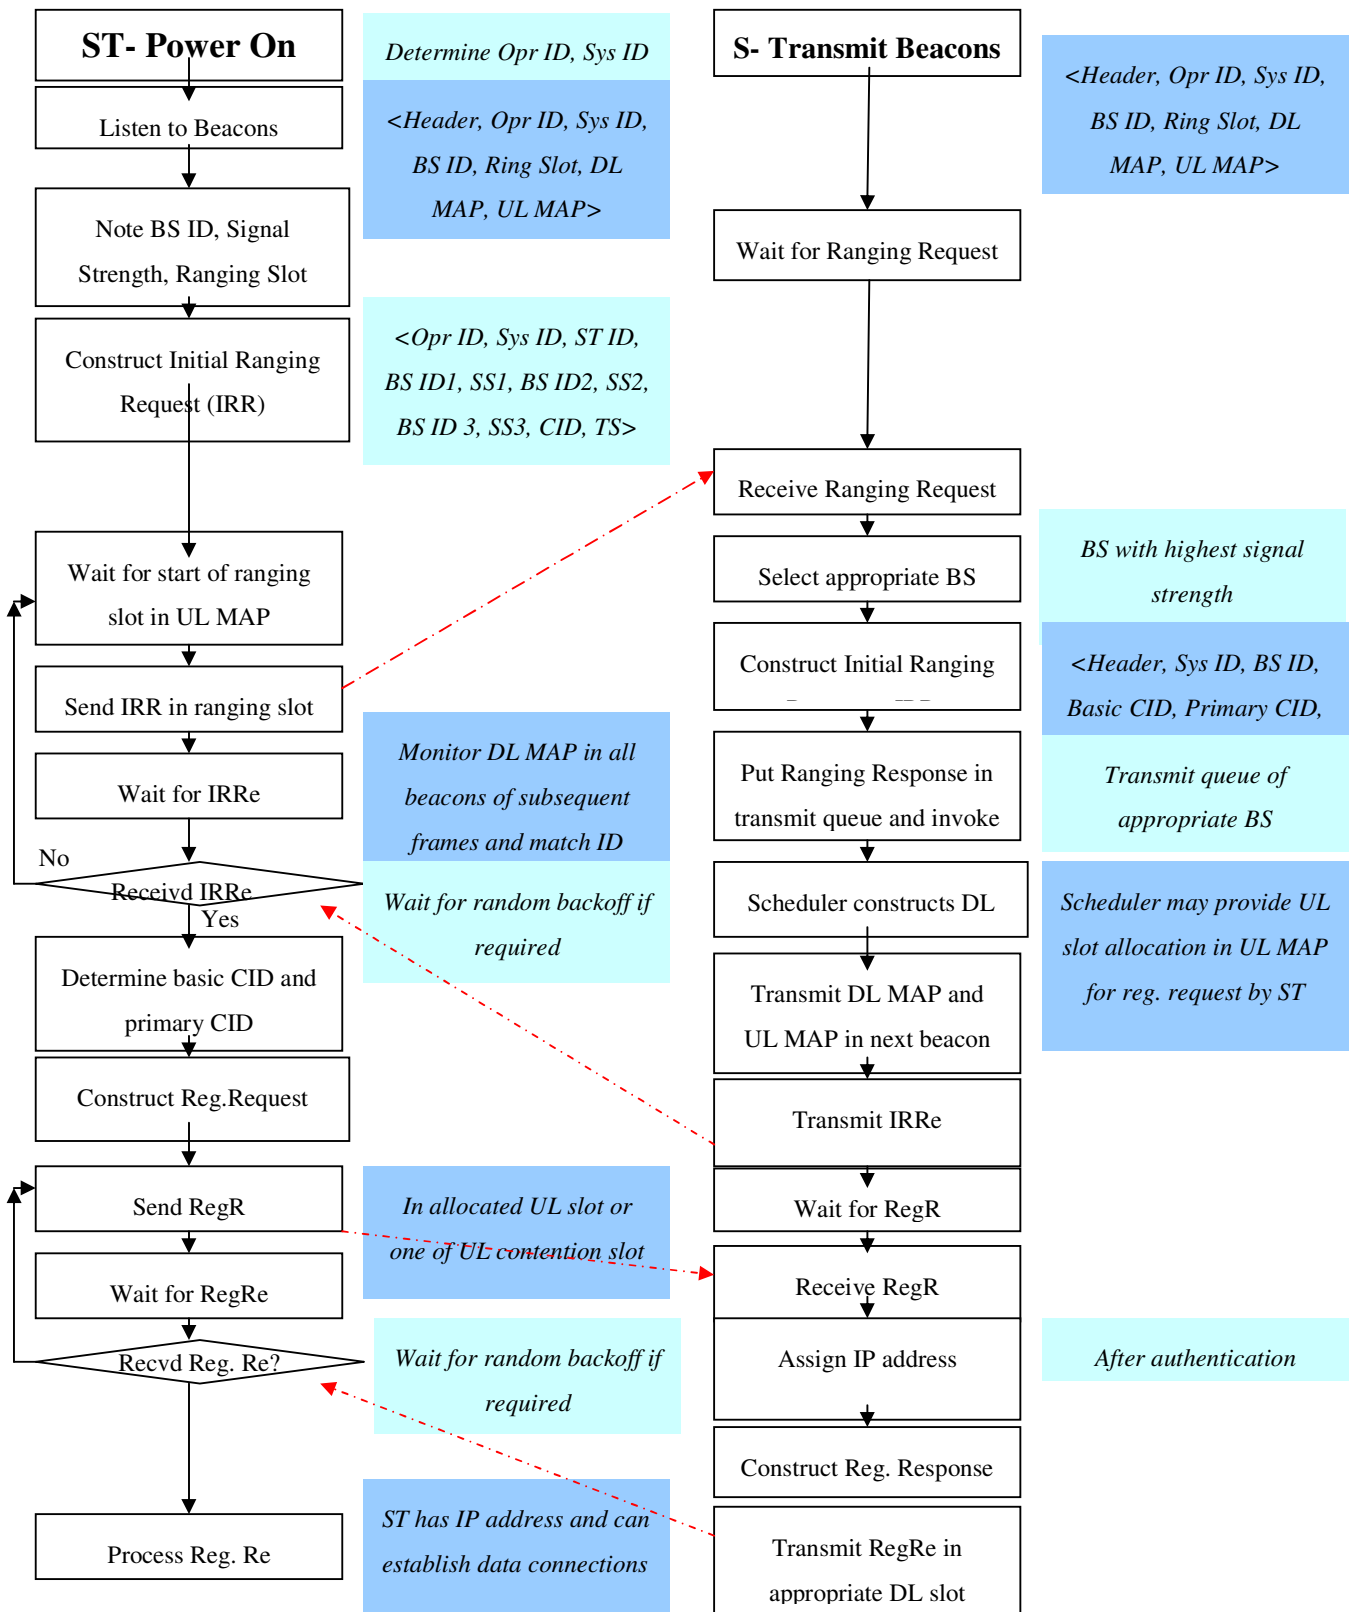 ST- Power On
Determine Opr ID, Sys ID
Listen to Beacons
<Header, Opr ID, Sys ID,
BS ID, Ring Slot, DL
MAP, UL MAP>
Note BS ID, Signal
Strength, Ranging Slot
Construct Initial Ranging
Request (IRR)
<Opr ID, Sys ID, ST ID,
BS ID1, SS1, BS ID2, SS2,
BS ID 3, SS3, CID, TS>
Wait for start of ranging
slot in UL MAP
Send IRR in ranging slot
Wait for IRRe
Monitor DL MAP in all
beacons of subsequent
frames and match ID
No
Receivd IRRe
Yes
Wait for random backoff if
required
Determine basic CID and
primary CID
Construct Reg.Request
Send RegR
In allocated UL slot or
one of UL contention slot
Wait for RegRe
Recvd Reg. Re?
Wait for random backoff if
required
Process Reg. Re
ST has IP address and can
establish data connections
S- Transmit Beacons
<Header, Opr ID, Sys ID,
BS ID, Ring Slot, DL
MAP, UL MAP>
Wait for Ranging Request
Receive Ranging Request
Select appropriate BS
BS with highest signal
strength
Construct Initial Ranging
<Header, Sys ID, BS ID,
Basic CID, Primary CID,
Put Ranging Response in
transmit queue and invoke
Transmit queue of
appropriate BS
Scheduler constructs DL
Scheduler may provide UL
slot allocation in UL MAP
for reg. request by ST
Transmit DL MAP and
UL MAP in next beacon
Transmit IRRe
Wait for RegR
Receive RegR
Assign IP address
After authentication
Construct Reg. Response
Transmit RegRe in
appropriate DL slot